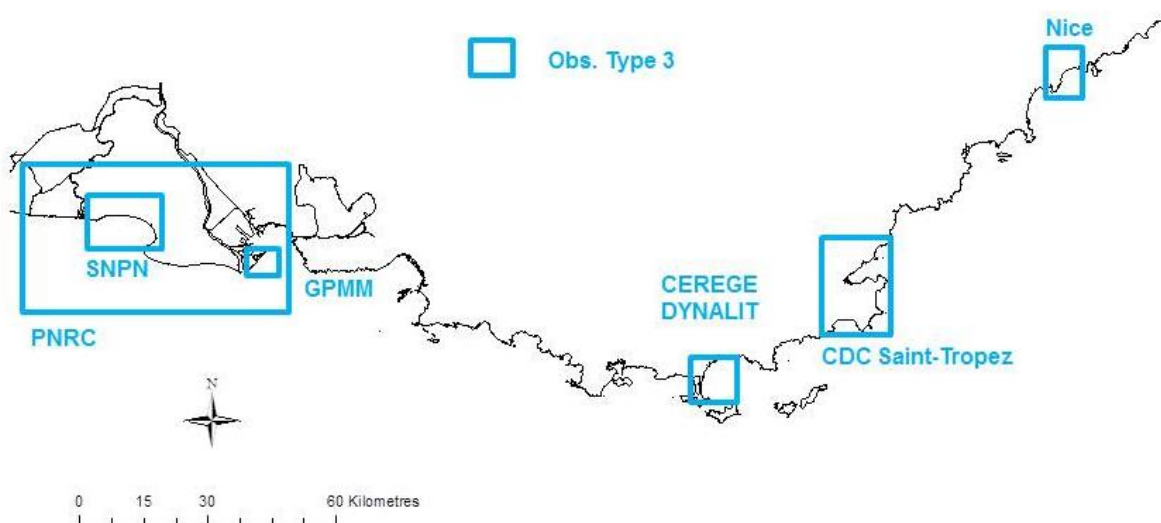 Nice
Obs. Type 3
SNPN
GPMM
PNRC
CEREGE
DYNALIT
CDC Saint-Tropez
N
0 15 30 60 Kilometres